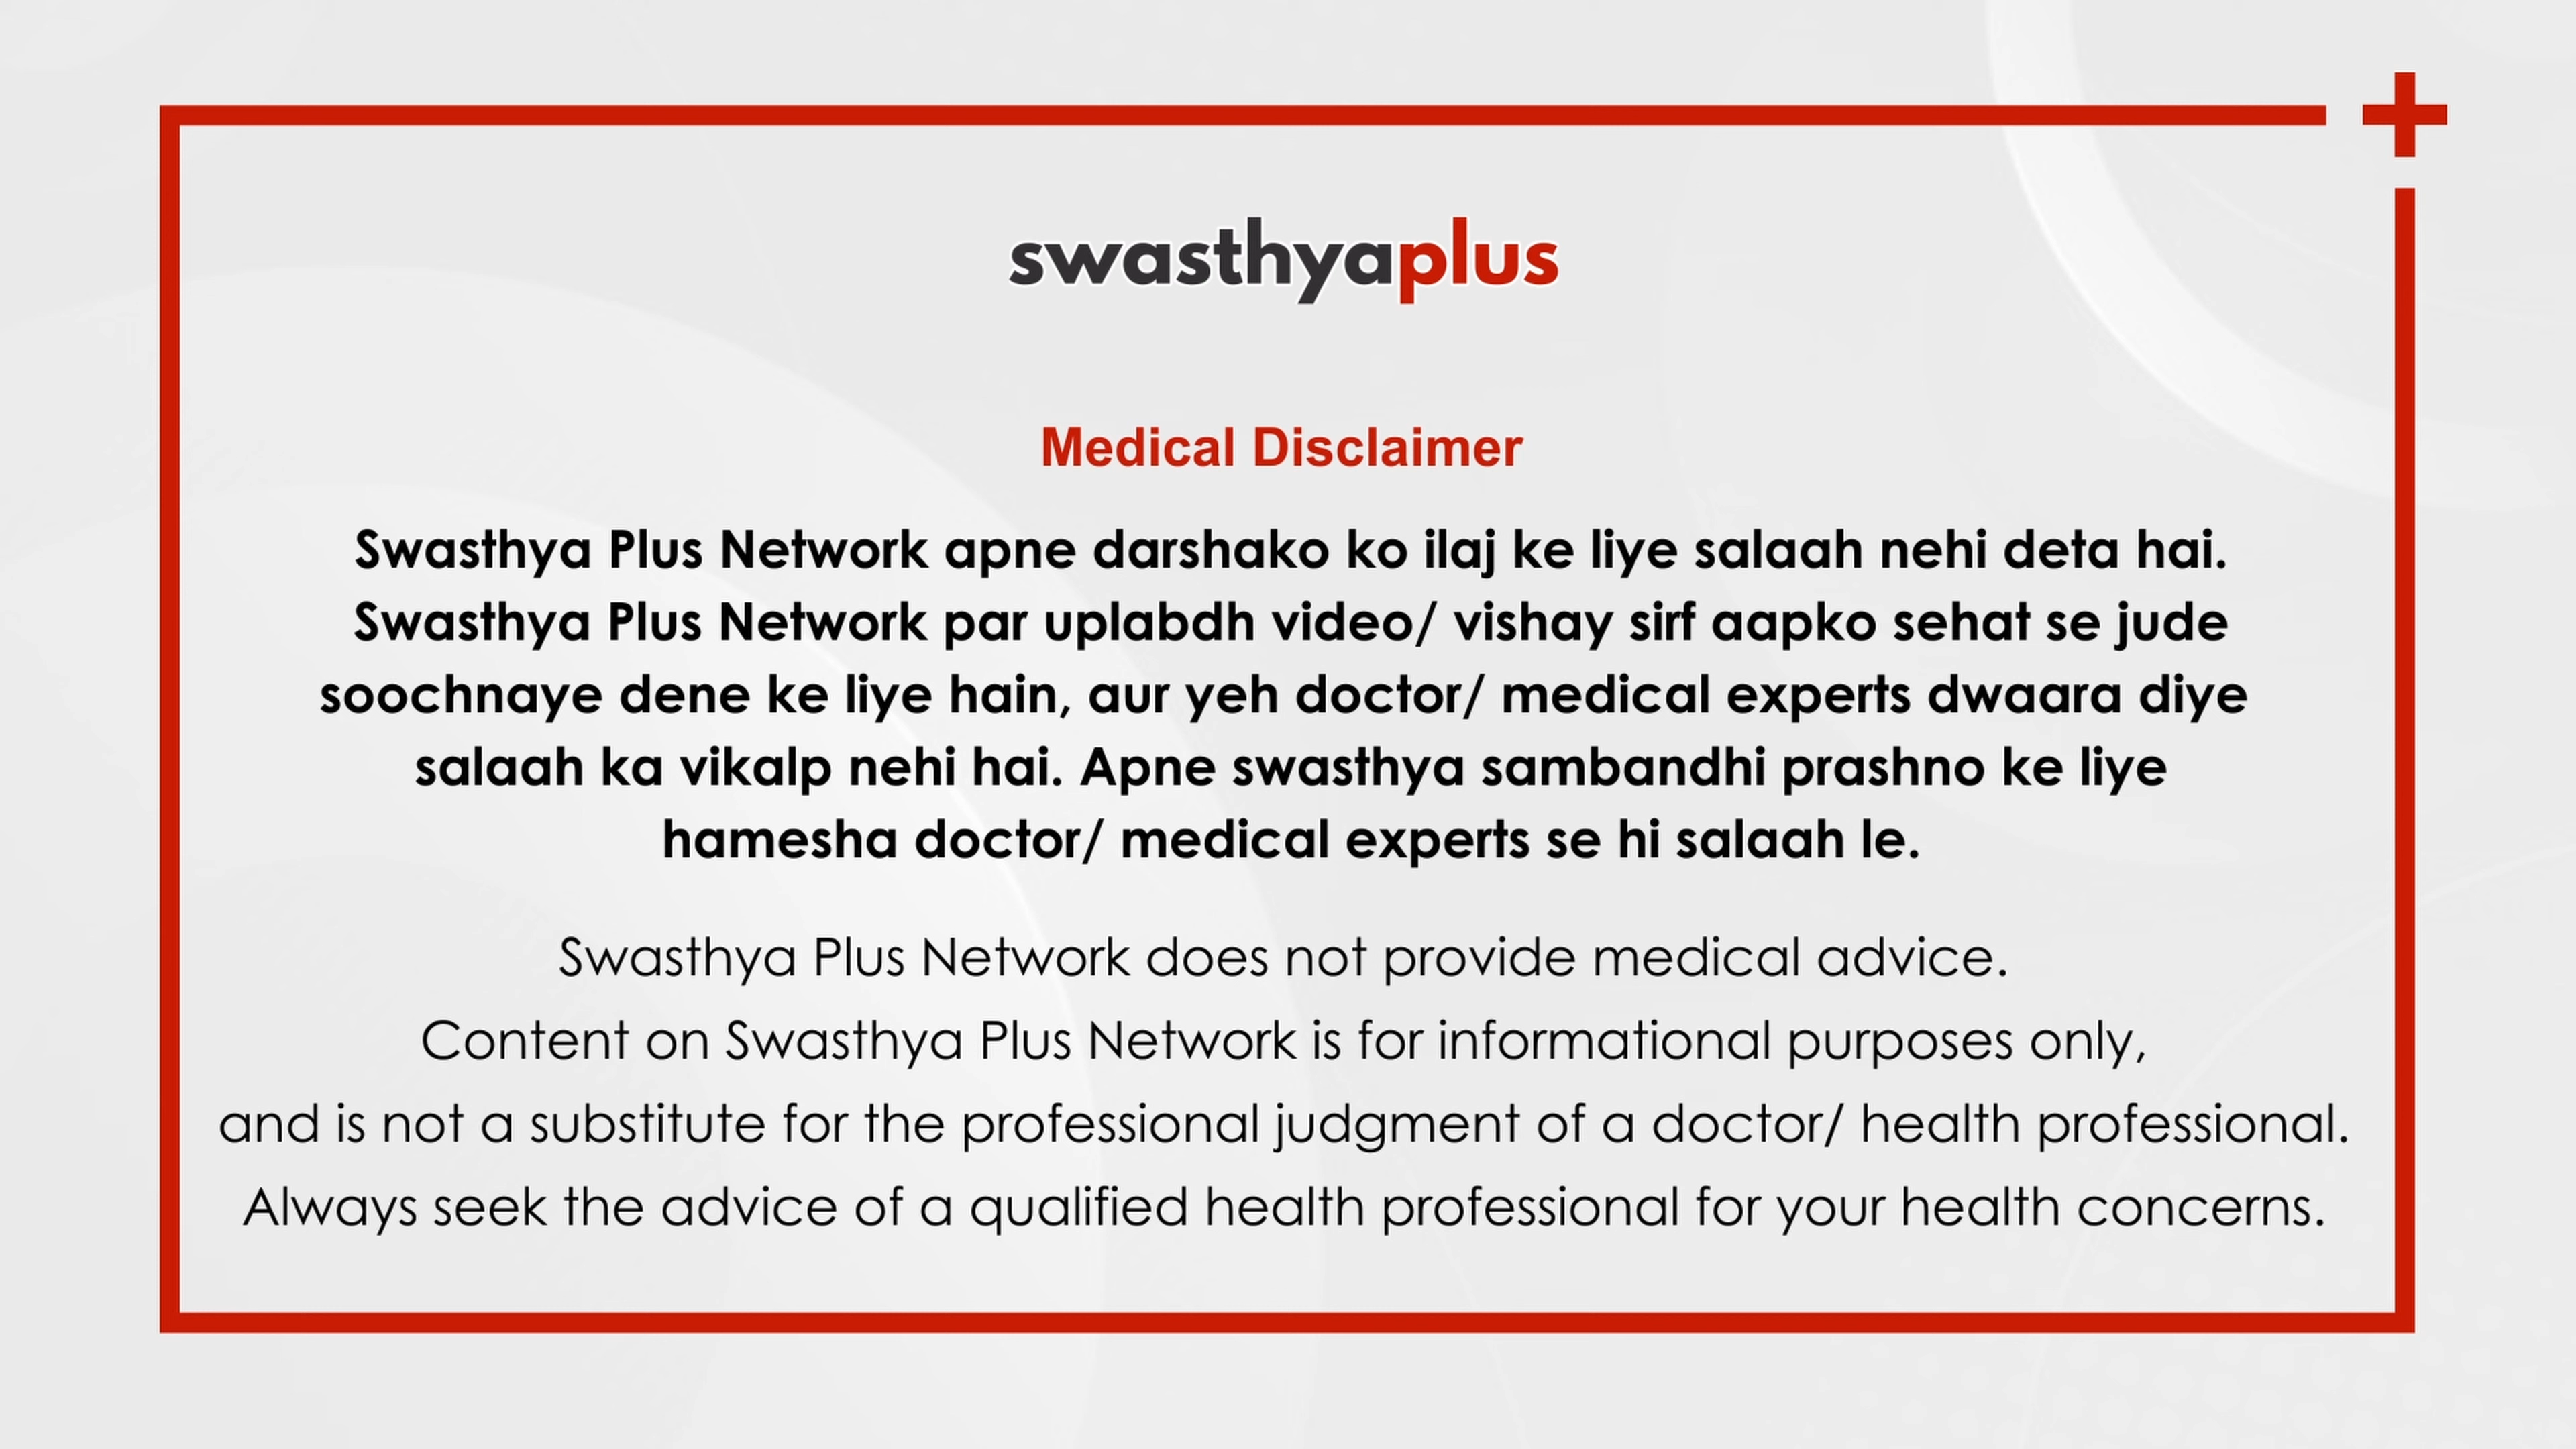 swasthyaplus
Medical Disclaimer
Swasthya Plus Network apne darshako ko ilaj ke liye salaah nehi deta hai.
Swasthya Plus Network par uplabdh video/ vishay sirf aapko sehat se jude
soochnaye dene ke liye hain, aur yeh doctor/ medical experts dwaara diye
salaah ka vikalp nehi hai. Apne swasthya sambandhi prashno ke liye
hamesha doctor/ medical experts se hi salaah le.
Swasthya Plus Network does not provide medical advice.
Content on Swasthya Plus Network is for informational purposes only,
and is not a substitute for the professional judgment of a doctor/ health professional.
Always seek the advice of a qualified health professional for your health concerns.